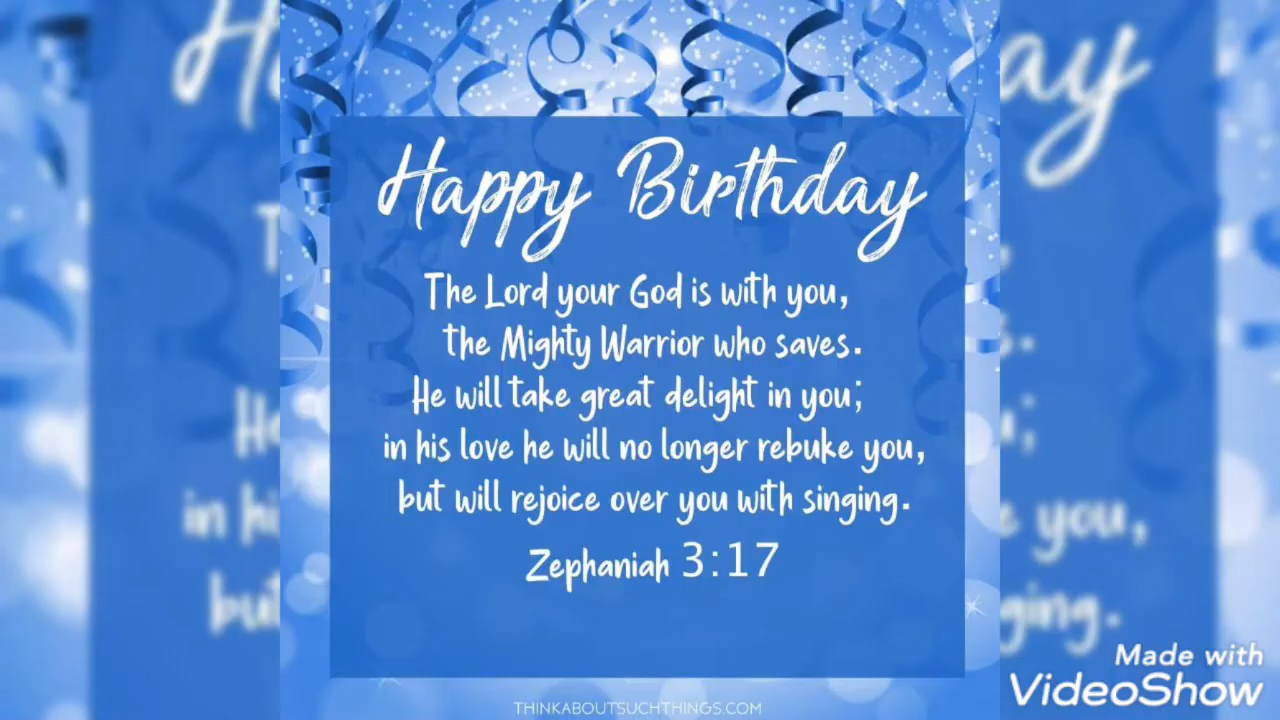 Happy Birthday
The Lord your God is with you,
the Mighty Warrior who saves.
He will take great delight in you;
in his love he will no longer rebuke you,
but will rejoice over you with singing.
Zephaniah 3:17
THINKABOUTSUCHTHINGS.COM
Made with
VideoShow